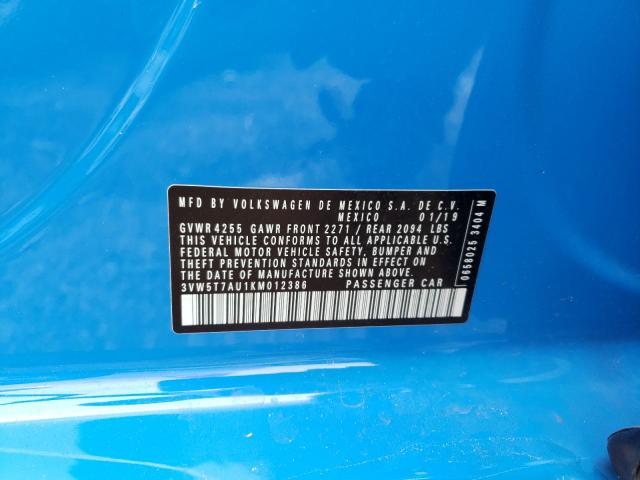 MFD BY VOLKSWAGEN DE MEXICO S.A. DE C.V.
MEXICO 01/19
GVWR 4255 GAWR FRONT 2271 / REAR 2094 LBS
THIS VEHICLE CONFORMS TO ALL APPLICABLE U.S.
FEDERAL MOTOR VEHICLE SAFETY, BUMPER AND
THEFT PREVENTION STANDARDS IN EFFECT ON THE
DATE OF MANUFACTURE SHOWN ABOVE.
3VW5T7AU1KM012386 PASSENGER CAR
0658025 3404 M